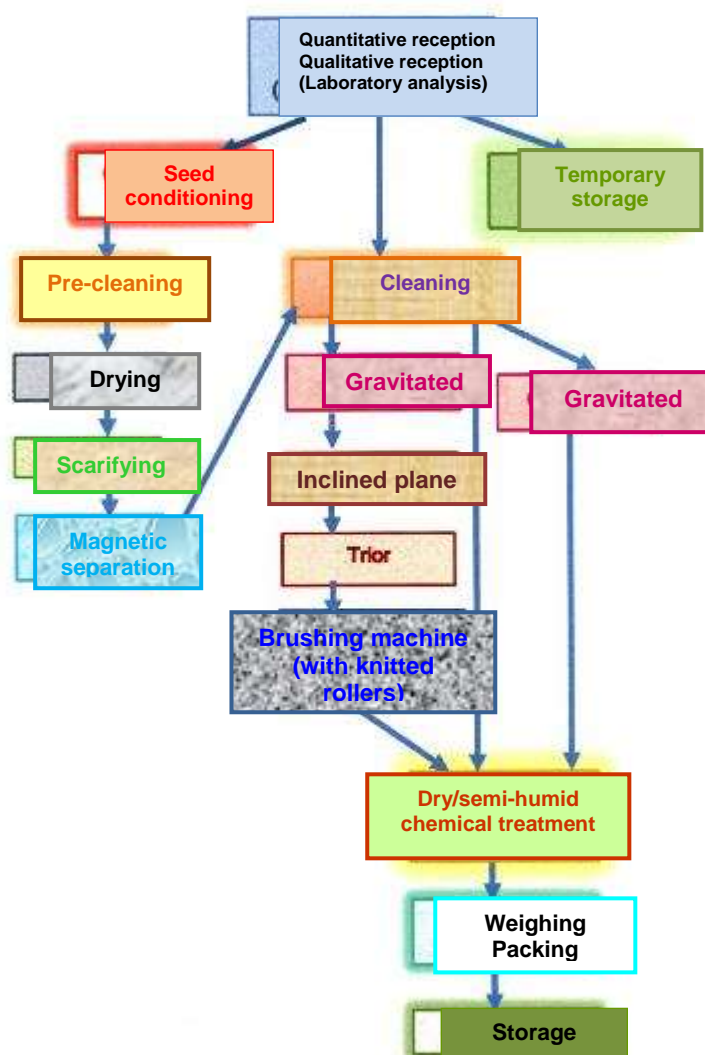 Quantitative reception
Qualitative reception
(Laboratory analysis)
Seed
conditioning
Temporary
storage
Pre-cleaning
Cleaning
Drying
Gravitated
Gravitated
Scarifying
Inclined plane
Magnetic
separation
Trior
Brushing machine
(with knitted
rollers)
Dry/semi-humid
chemical treatment
Weighing
Packing
Storage